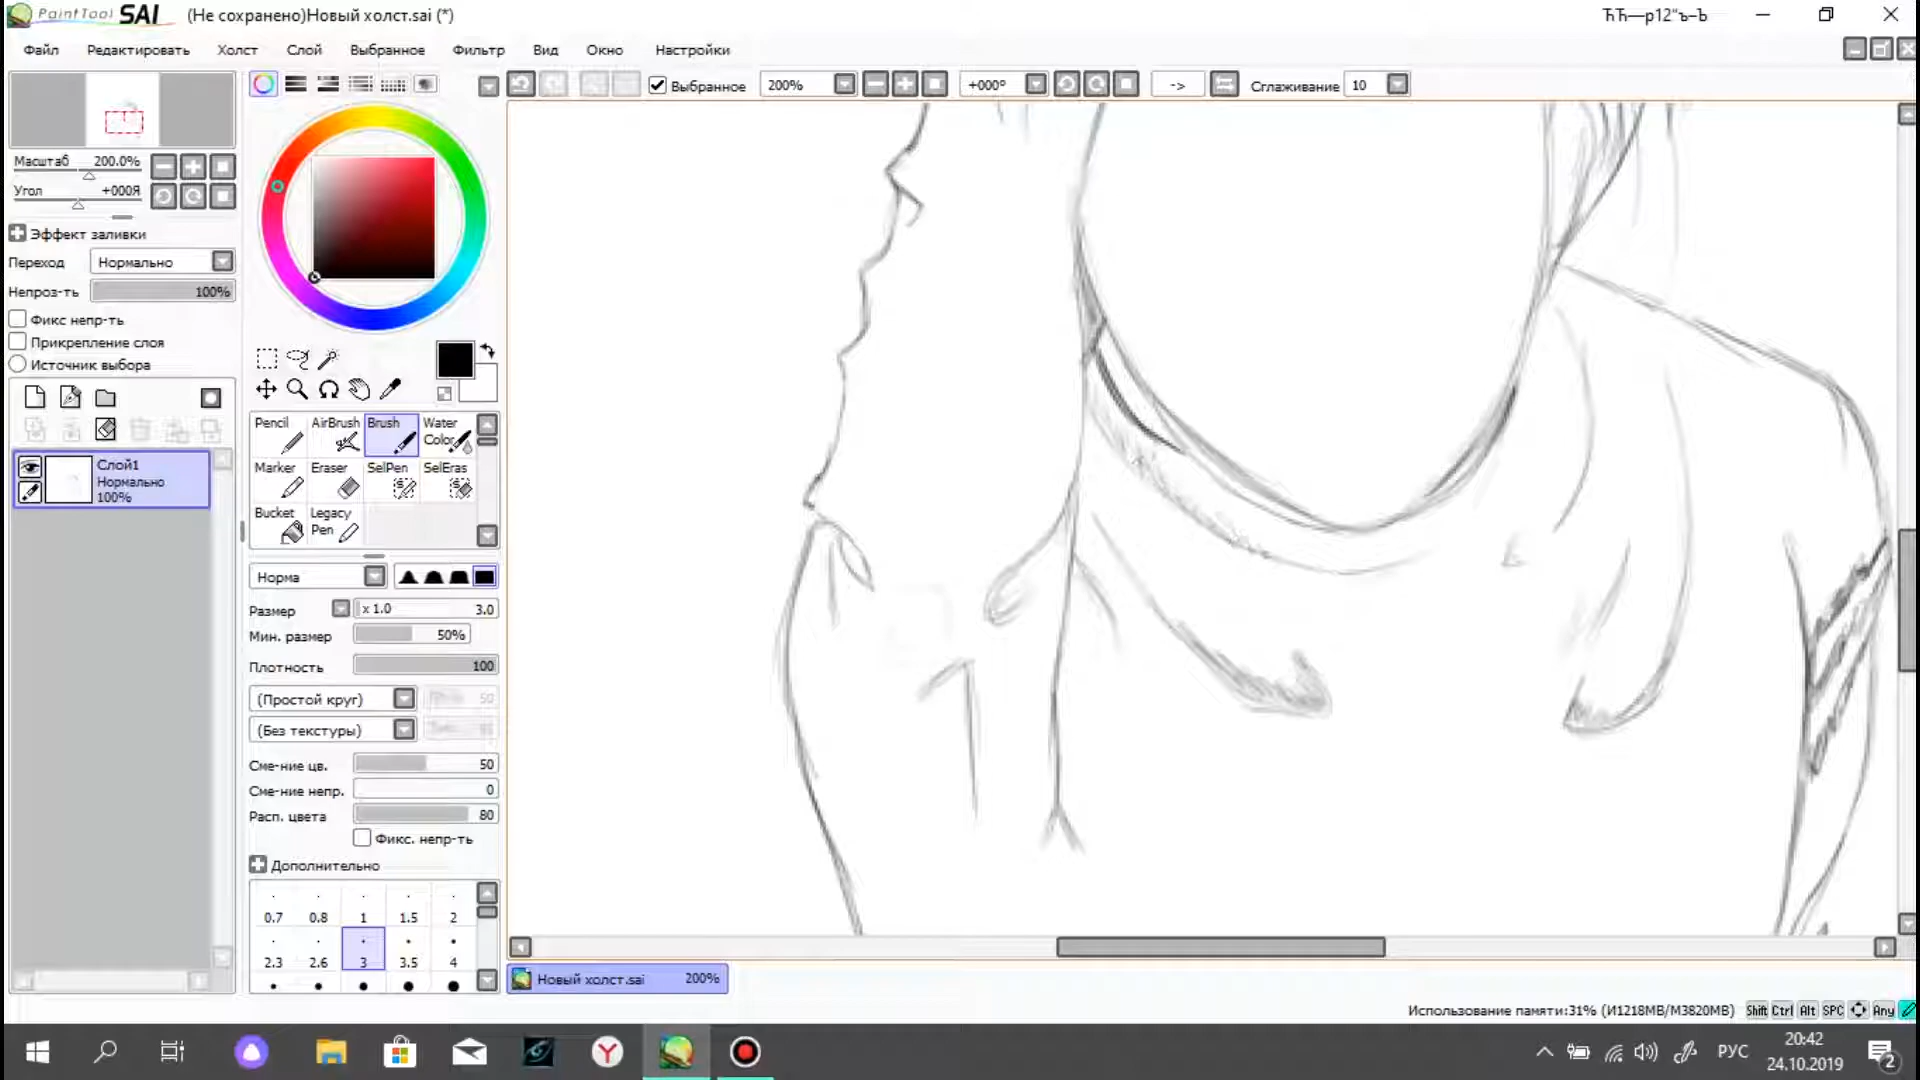 PaintTool SAI
(Не сохранено)Новый холст.sai (*)
Файл
Редактировать
Холст
Слой
Выбранное
Фильтр
Вид
Окно
Настройки
Выбранное
200%
+000º
->
Сглаживание
10
Масштаб
200.0%
Угол
+000Я
Эффект заливки
Переход
Нормально
Непроз-ть
100%
Фикс непр-ть
Прикрепление слоя
Источник выбора
Слой1
Нормально
100%
Pencil
AirBrush
Brush
Water
Color
Marker
Eraser
SelPen
SelEras
Bucket
Legacy
Pen
Норма
Размер
x 1.0
3.0
Мин. размер
50%
Плотность
100
(Простой круг)
50
(Без текстуры)
Сме-ние цв.
50
Сме-ние непр.
0
Расп. цвета
80
Фикс. непр-ть
Дополнительно
0.7
0.8
1
1.5
2
2.3
2.6
3
3.5
4
Новый холст.sai
200%
Использование памяти:31% (И1218MB/M3820MB)
Shift
Ctrl
Alt
SPC
Any
РУС
20:42
24.10.2019
2